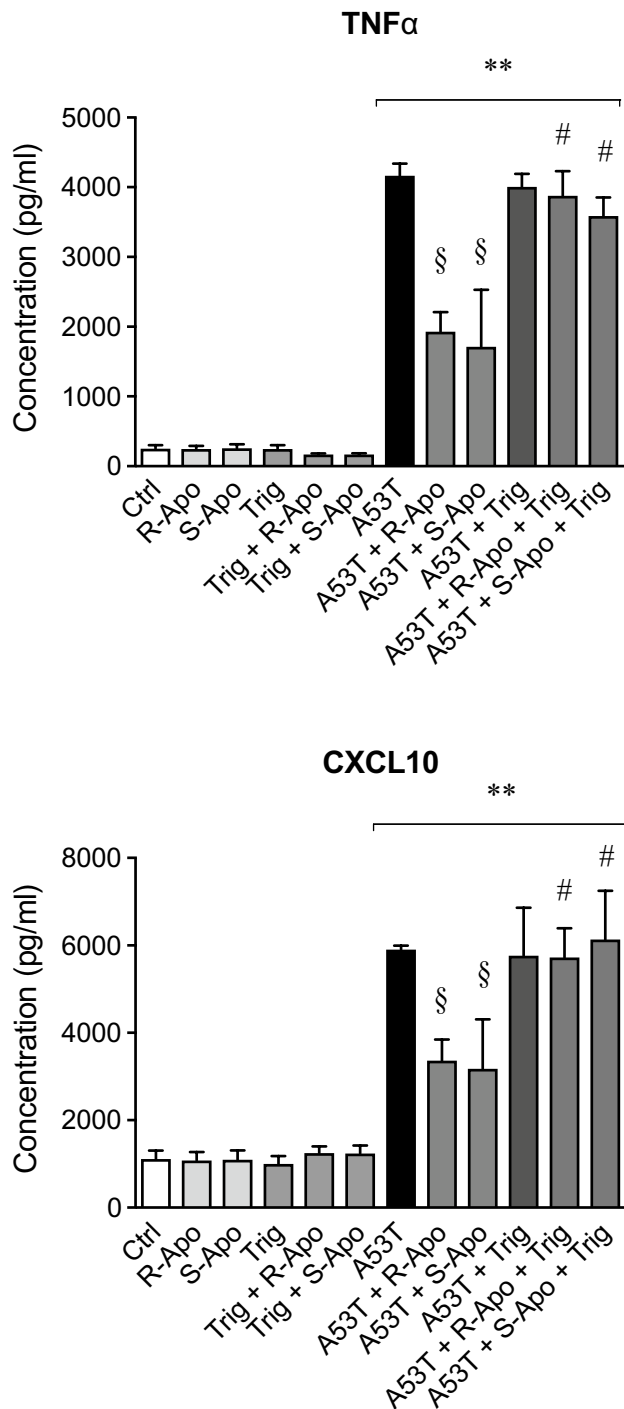 TNFα
**
Concentration (pg/ml)
5000
4000
3000
2000
1000
0
§
§
#
#
Ctrl
R-Apo
S-Apo
Trig
Trig + R-Apo
Trig + S-Apo
A53T
A53T + R-Apo
A53T + S-Apo
A53T + Trig
A53T + R-Apo + Trig
A53T + S-Apo + Trig
CXCL10
**
Concentration (pg/ml)
8000
6000
4000
2000
0
§
§
#
#
Ctrl
R-Apo
S-Apo
Trig
Trig + R-Apo
Trig + S-Apo
A53T
A53T + R-Apo
A53T + S-Apo
A53T + Trig
A53T + R-Apo + Trig
A53T + S-Apo + Trig